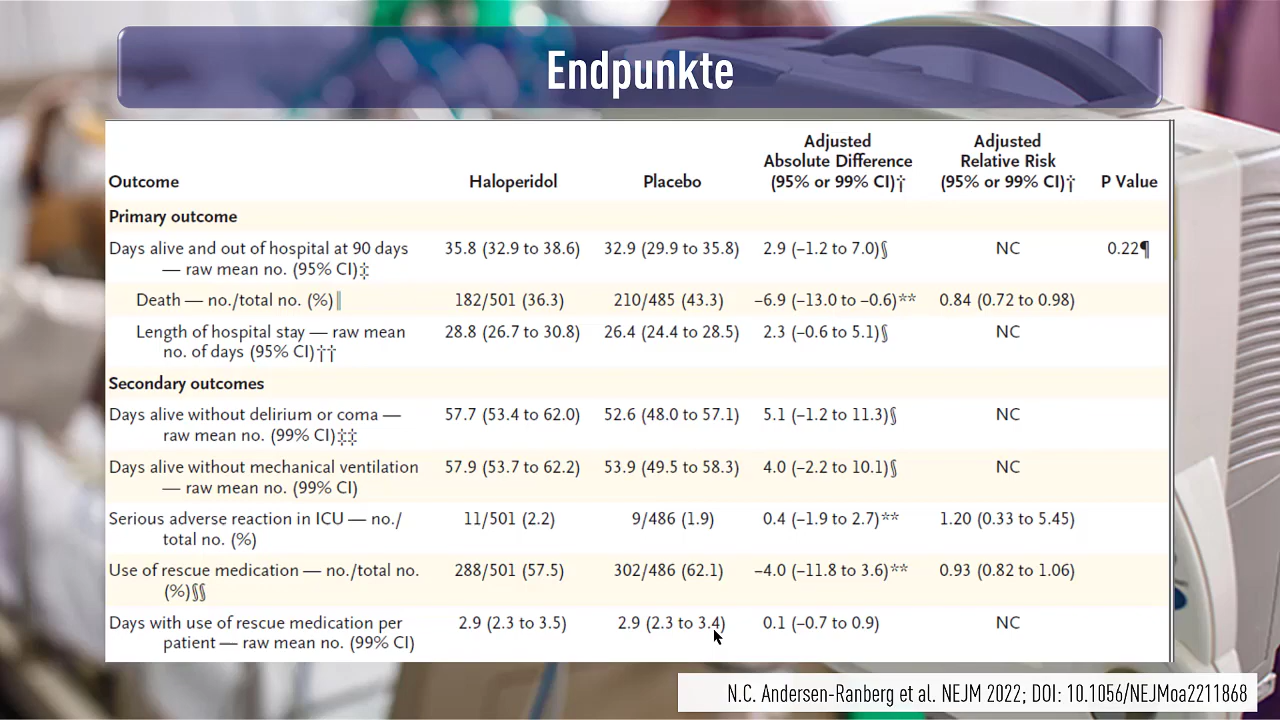 Endpunkte
Adjusted Adjusted
Absolute Difference Relative Risk
Outcome Haloperidol Placebo (95% or 99% CI)† (95% or 99% CI)† P Value
Primary outcome
Days alive and out of hospital at 90 days 35.8 (32.9 to 38.6) 32.9 (29.9 to 35.8) 2.9 (−1.2 to 7.0)§ NC 0.22¶
— raw mean no. (95% CI)‡
Death — no./total no. (%)‖ 182/501 (36.3) 210/485 (43.3) −6.9 (−13.0 to −0.6)** 0.84 (0.72 to 0.98)
Length of hospital stay — raw mean 28.8 (26.7 to 30.8) 26.4 (24.4 to 28.5) 2.3 (−0.6 to 5.1)§ NC
no. of days (95% CI)††
Secondary outcomes
Days alive without delirium or coma — 57.7 (53.4 to 62.0) 52.6 (48.0 to 57.1) 5.1 (−1.2 to 11.3)§ NC
raw mean no. (99% CI)‡‡
Days alive without mechanical ventilation 57.9 (53.7 to 62.2) 53.9 (49.5 to 58.3) 4.0 (−2.2 to 10.1)§ NC
— raw mean no. (99% CI)
Serious adverse reaction in ICU — no./ 11/501 (2.2) 9/486 (1.9) 0.4 (−1.9 to 2.7)** 1.20 (0.33 to 5.45)
total no. (%)
Use of rescue medication — no./total no. 288/501 (57.5) 302/486 (62.1) −4.0 (−11.8 to 3.6)** 0.93 (0.82 to 1.06)
(%)§§
Days with use of rescue medication per 2.9 (2.3 to 3.5) 2.9 (2.3 to 3.4) 0.1 (−0.7 to 0.9) NC
patient — raw mean no. (99% CI)
N.C. Andersen-Ranberg et al. NEJM 2022; DOI: 10.1056/NEJMoa2211868